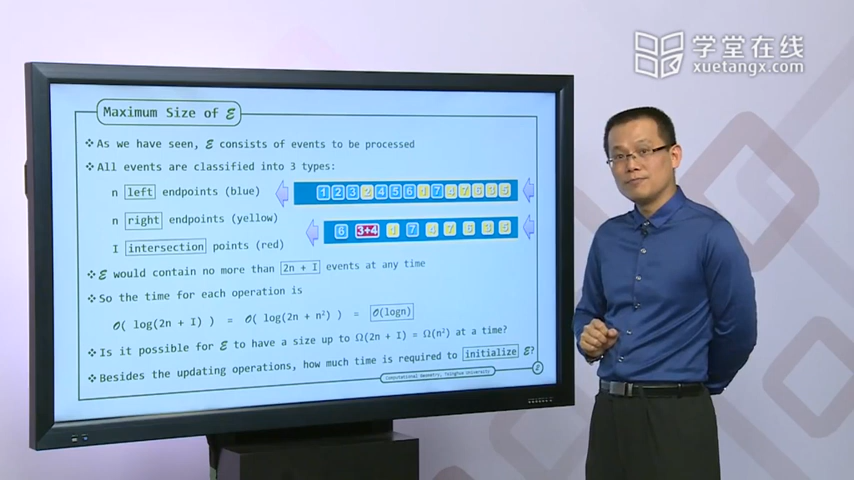 学堂在线
xuetangx.com
Maximum Size of ℰ
❖ As we have seen, ℰ consists of events to be processed
❖ All events are classified into 3 types:
n left endpoints (blue)
1 2 3 2 4 5 6 1 7 4 7 6 3 5
n right endpoints (yellow)
6 3+4 1 7 4 7 6 3 5
I intersection points (red)
❖ ℰ would contain no more than 2n + I events at any time
❖ So the time for each operation is
O( log(2n + I) ) = O( log(2n + n²) ) = O(logn)
❖ Is it possible for ℰ to have a size up to Ω(2n + I) = Ω(n²) at a time?
❖ Besides the updating operations, how much time is required to initialize ℰ?
Computational Geometry, Tsinghua University